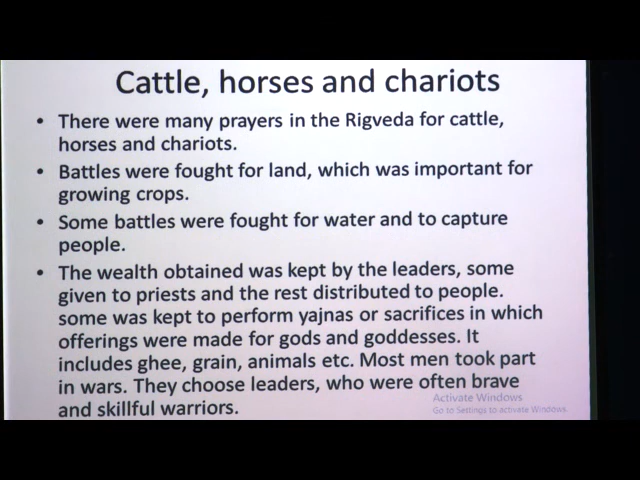 Cattle, horses and chariots
• There were many prayers in the Rigveda for cattle,
horses and chariots.
• Battles were fought for land, which was important for
growing crops.
• Some battles were fought for water and to capture
people.
• The wealth obtained was kept by the leaders, some
given to priests and the rest distributed to people.
some was kept to perform yajnas or sacrifices in which
offerings were made for gods and goddesses. It
includes ghee, grain, animals etc. Most men took part
in wars. They choose leaders, who were often brave
and skillful warriors.
Activate Windows
Go to Settings to activate Windows.